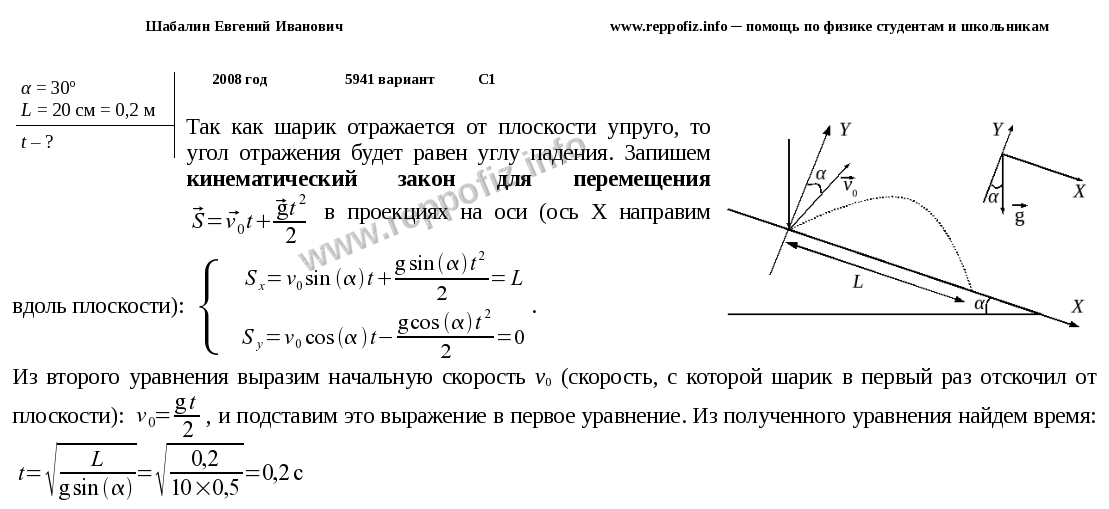 Шабалин Евгений Иванович www.reppofiz.info — помощь по физике студентам и школьникам
2008 год 5941 вариант С1
α = 30º
L = 20 см = 0,2 м
t – ?
Так как шарик отражается от плоскости упруго, то
угол отражения будет равен углу падения. Запишем
кинематический закон для перемещения
S⃗ = v⃗₀t + g⃗t²/2 в проекциях на оси (ось X направим
вдоль плоскости): { Sₓ = v₀ sin(α)t + g sin(α)t²/2 = L
S_y = v₀ cos(α)t − g cos(α)t²/2 = 0 .
Из второго уравнения выразим начальную скорость v₀ (скорость, с которой шарик в первый раз отскочил от
плоскости): v₀ = gt/2 , и подставим это выражение в первое уравнение. Из полученного уравнения найдем время:
t = √(L/(g sin(α))) = √(0,2/(10×0,5)) = 0,2 с
Y
α
v⃗₀
L
α
X
Y
X
α
g⃗
www.reppofiz.info